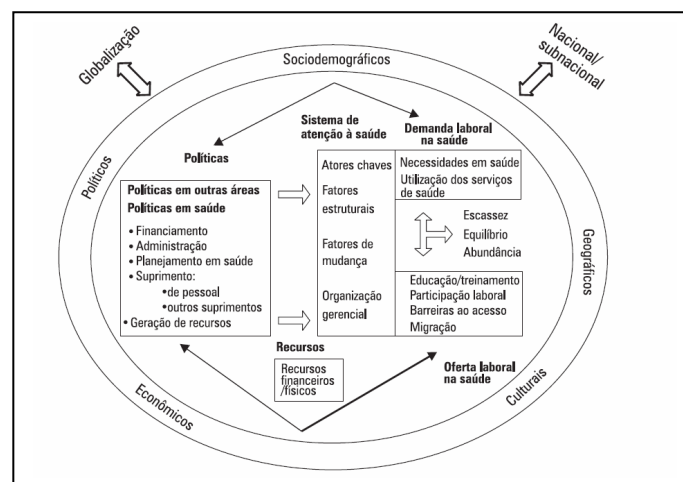 Globalização
Nacional/
subnacional
Sociodemográficos
Políticos
Geográficos
Econômicos
Culturais
Sistema de
atenção à saúde
Demanda laboral
na saúde
Políticas
Políticas em outras áreas
Políticas em saúde
• Financiamento
• Administração
• Planejamento em saúde
• Suprimento:
•de pessoal
•outros suprimentos
• Geração de recursos
Atores chaves
Fatores
estruturais
Fatores de
mudança
Organização
gerencial
Necessidades em saúde
Utilização dos serviços
de saúde
Escassez
Equilíbrio
Abundância
Educação/treinamento
Participação laboral
Barreiras ao acesso
Migração
Recursos
Recursos
financeiros
/físicos
Oferta laboral
na saúde